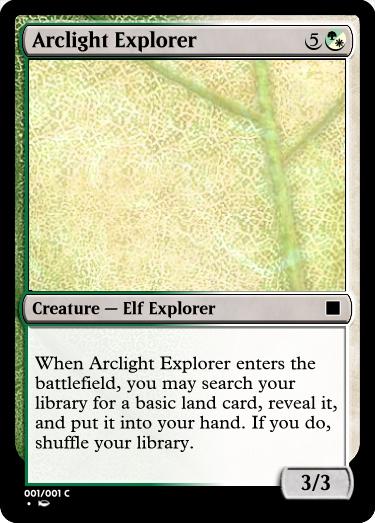 Arclight Explorer 5
Creature — Elf Explorer
When Arclight Explorer enters the
battlefield, you may search your
library for a basic land card, reveal it,
and put it into your hand. If you do,
shuffle your library.
3/3
001/001 C